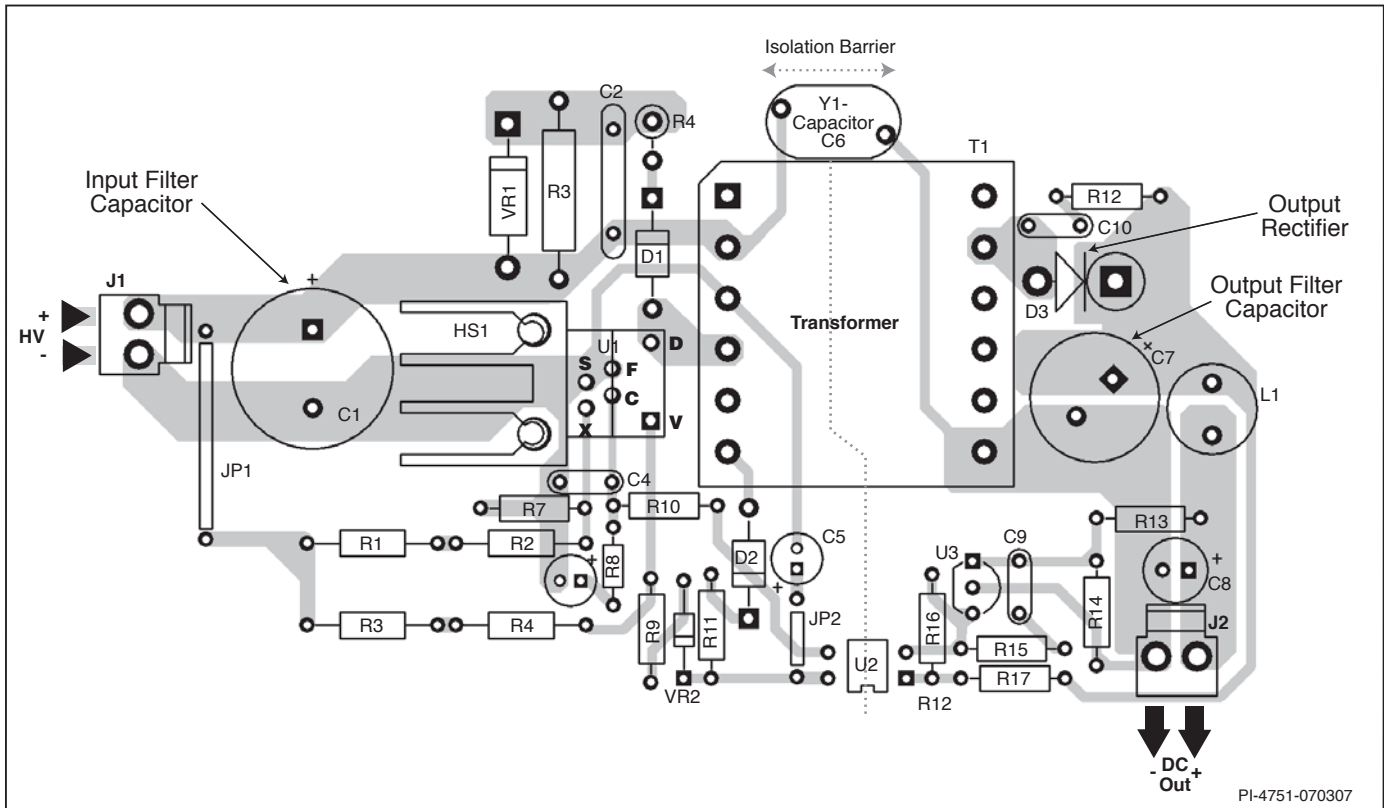 Isolation Barrier
Y1-
Capacitor
C6
C2
R4
T1
Input Filter
Capacitor
VR1
R3
R12
Output
Rectifier
C10
D1
J1
+
+
HV
-
HS1
D3
Output Filter
Capacitor
Transformer
U1
D
S
F
C
X
V
+
C7
C1
L1
JP1
C4
R7
R10
R13
R1
R2
+
R8
D2
C5
+
U3
C9
+
C8
R3
R4
R9
R11
JP2
R16
R14
J2
U2
R15
R17
VR2
R12
- DC +
Out
PI-4751-070307